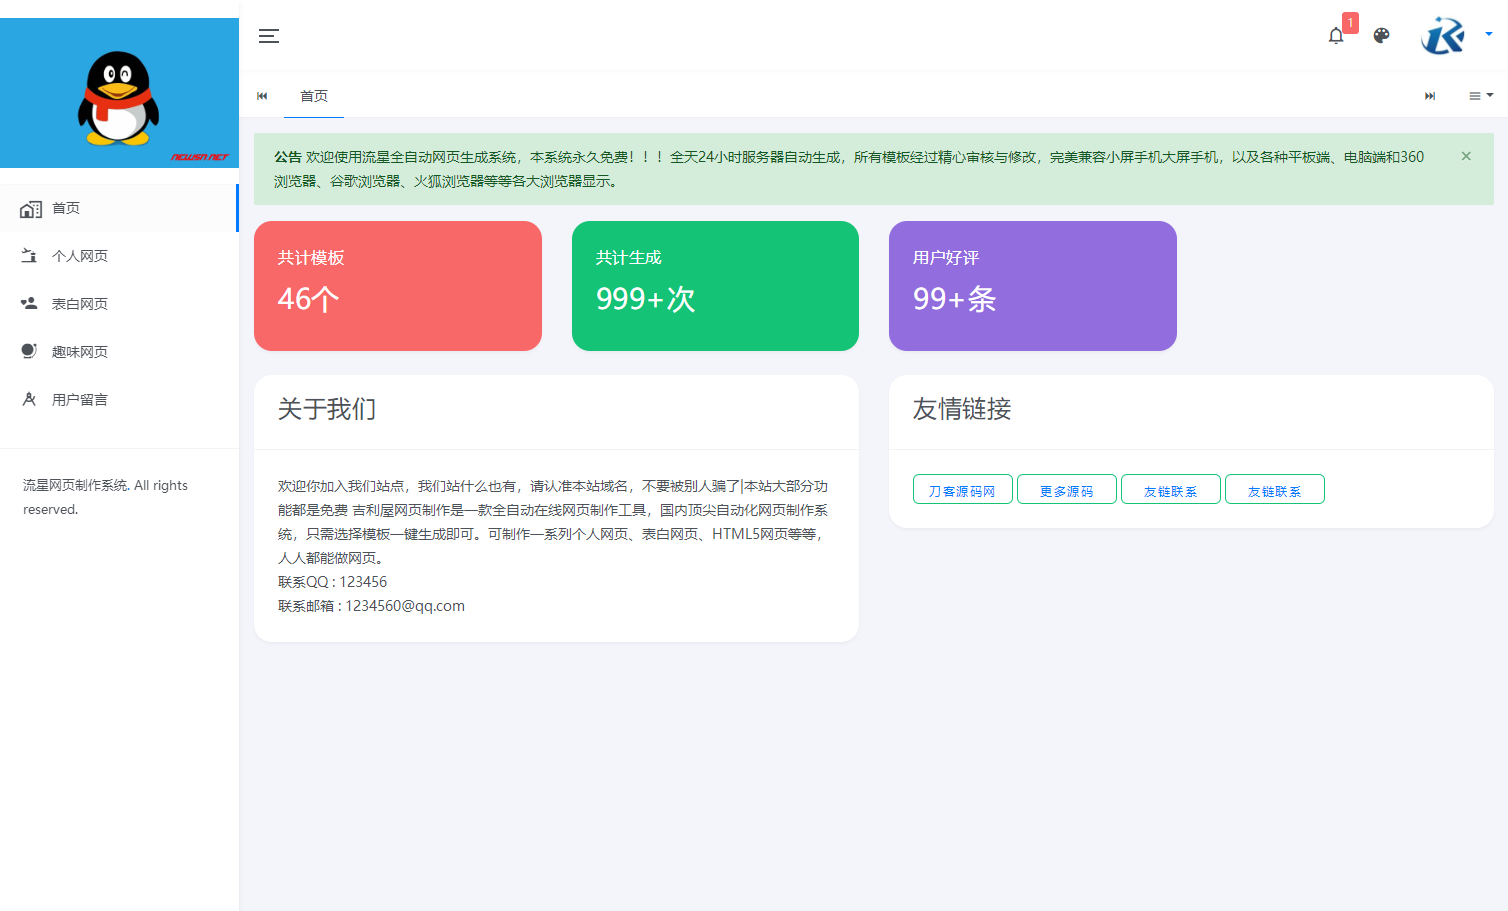 NEWSN.NET
首页
个人网页
表白网页
趣味网页
用户留言
流星网页制作系统. All rights
reserved.
1
首页
公告 欢迎使用流星全自动网页生成系统，本系统永久免费！！！全天24小时服务器自动生成，所有模板经过精心审核与修改，完美兼容小屏手机大屏手机，以及各种平板端、电脑端和360
浏览器、谷歌浏览器、火狐浏览器等等各大浏览器显示。
×
共计模板
46个
共计生成
999+次
用户好评
99+条
关于我们
欢迎你加入我们站点，我们站什么也有，请认准本站域名，不要被别人骗了|本站大部分功
能都是免费 吉利屋网页制作是一款全自动在线网页制作工具，国内顶尖自动化网页制作系
统，只需选择模板一键生成即可。可制作一系列个人网页、表白网页、HTML5网页等等，
人人都能做网页。
联系QQ : 123456
联系邮箱 : 1234560@qq.com
友情链接
刀客源码网
更多源码
友链联系
友链联系